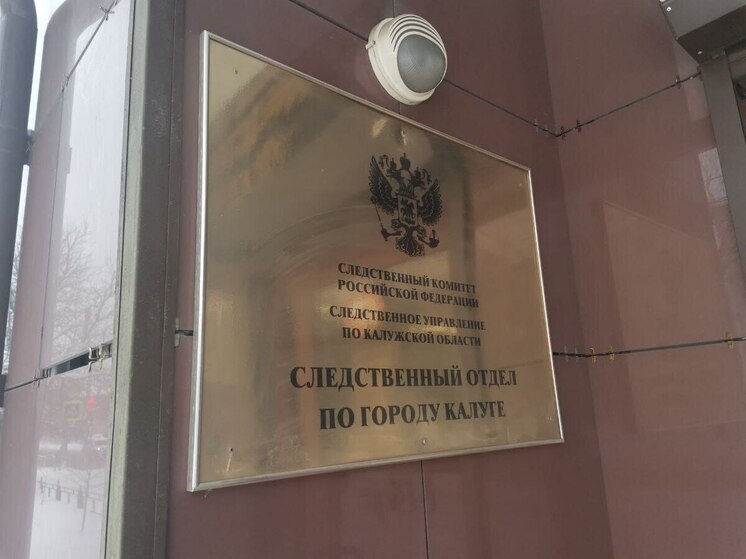 СЛЕДСТВЕННЫЙ КОМИТЕТ
РОССИЙСКОЙ ФЕДЕРАЦИИ
СЛЕДСТВЕННОЕ УПРАВЛЕНИЕ
ПО КАЛУЖСКОЙ ОБЛАСТИ
СЛЕДСТВЕННЫЙ ОТДЕЛ
ПО ГОРОДУ КАЛУГЕ